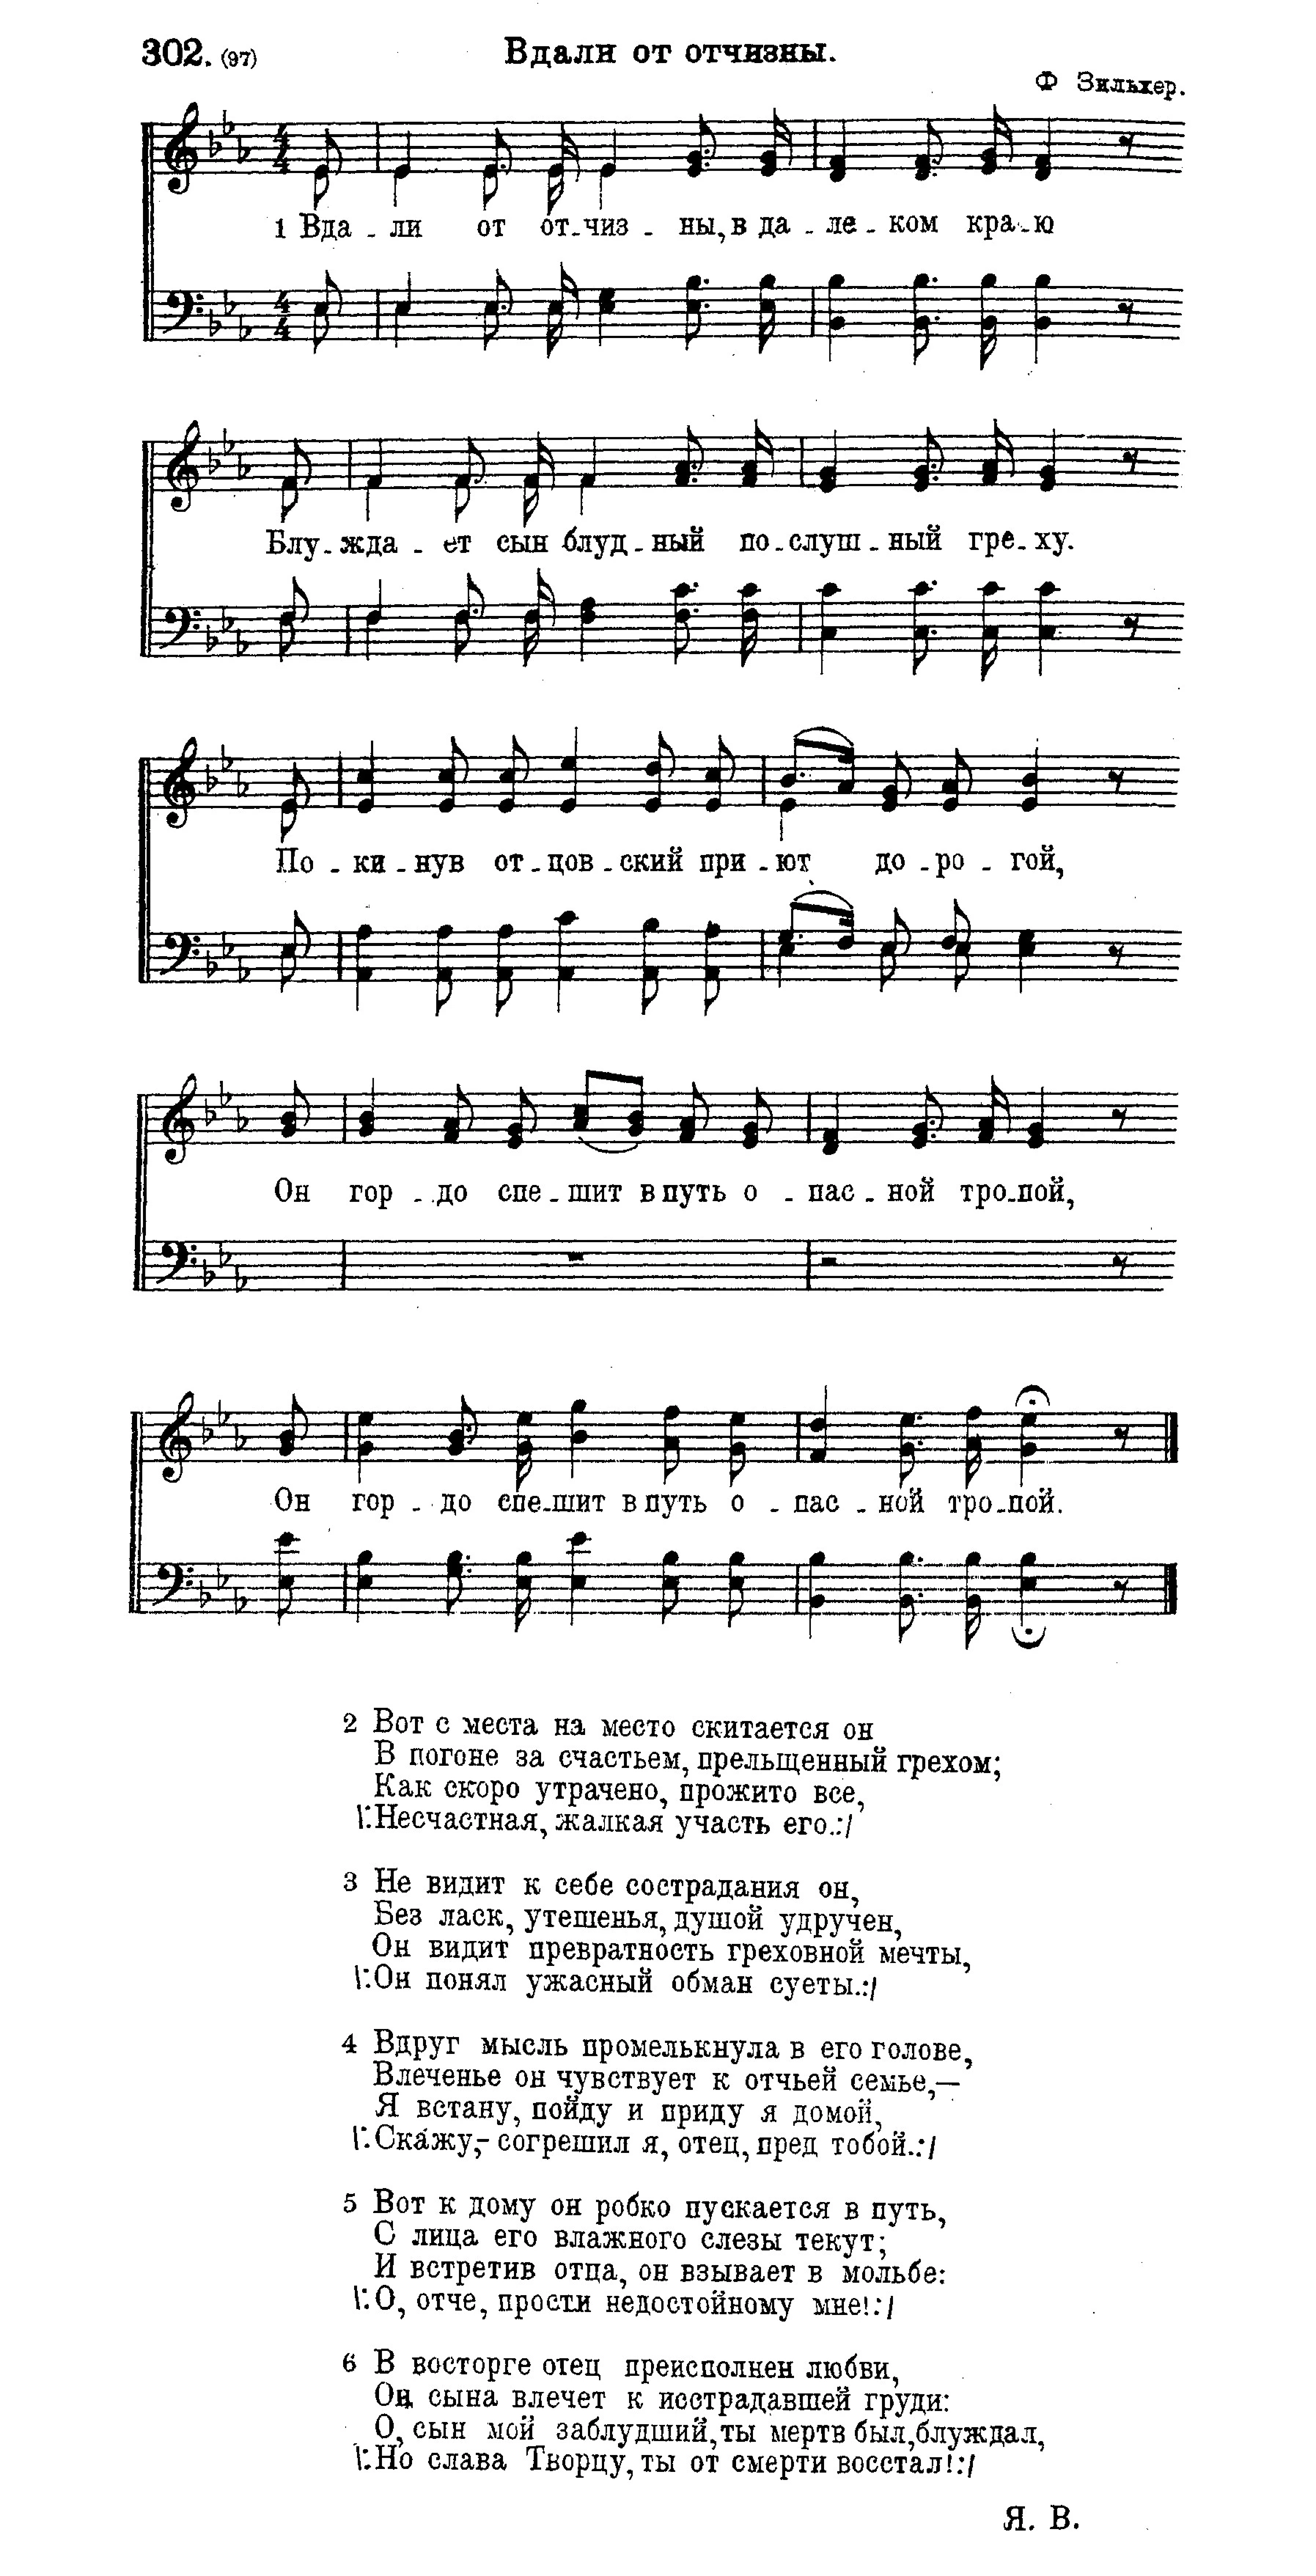 302. (97) Вдали от отчизны.
Ф Зильхер.
1 Вда - ли от от-чиз - ны, в да - ле - ком кра-ю
Блу-жда - ет сын блуд-ный по-слуш-ный гре-ху.
По - ки-нув от-цов-ский при-ют до-ро - гой,
Он гор - до спе-шит в путь о - пас-ной тро-пой,
Он гор - до спе-шит в путь о - пас-ной тро-пой.
2 Вот с места на место скитается он
В погоне за счастьем, прельщенный грехом;
Как скоро утрачено, прожито все,
\:Несчастная, жалкая участь его.:/
3 Не видит к себе сострадания он,
Без ласк, утешенья, душой удручен,
Он видит превратность греховной мечты,
\:Он понял ужасный обман суеты.:/
4 Вдруг мысль промелькнула в его голове,
Влеченье он чувствует к отчьей семье,—
Я встану, пойду и приду я домой,
\:Ска́жу,- согрешил я, отец, пред тобой.:/
5 Вот к дому он робко пускается в путь,
С лица его влажного слезы текут;
И встретив отца, он взывает в мольбе:
\:О, отче, прости недостойному мне!:/
6 В восторге отец преисполнен любви,
Он сына влечет к исстрадавшей груди:
О, сын мой заблудший, ты мертв был, блуждал,
\:Но слава Творцу, ты от смерти восстал!:/
Я. В.